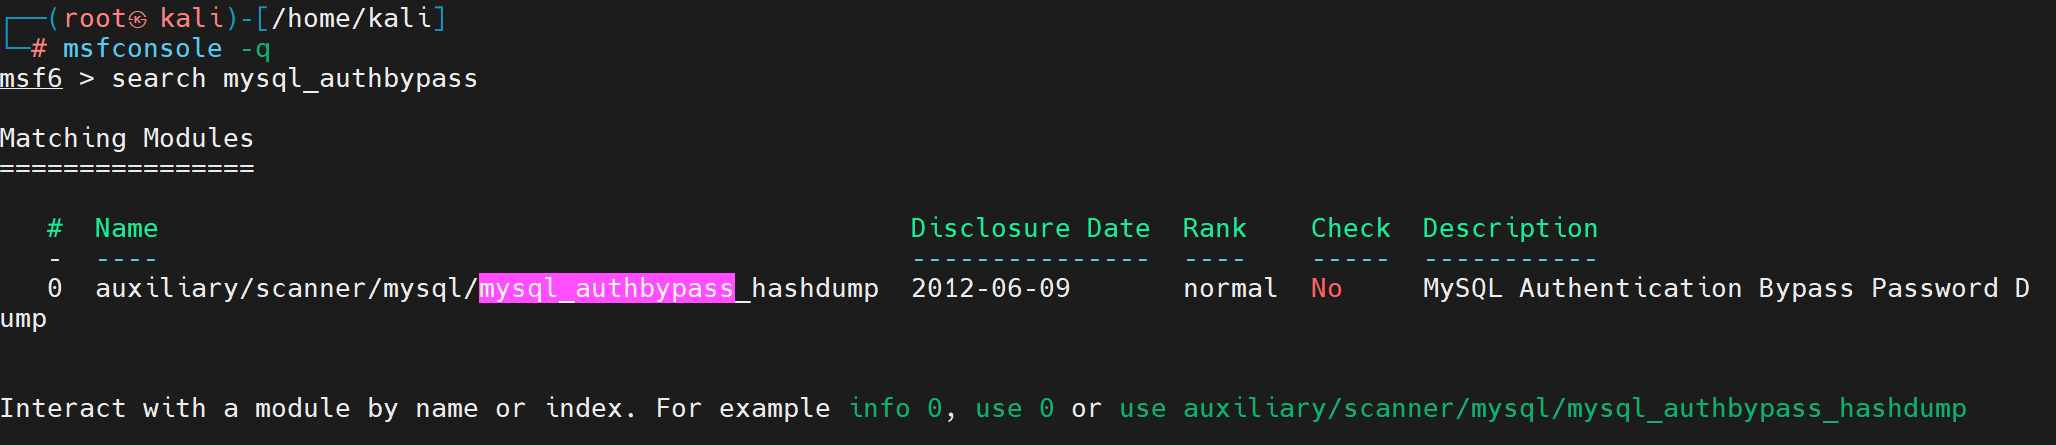 ┌──(root㉿ kali)-[/home/kali]
└─# msfconsole -q
msf6 > search mysql_authbypass
Matching Modules
================
#  Name  Disclosure Date  Rank  Check  Description
-  ----  ---------------  ----  -----  -----------
0  auxiliary/scanner/mysql/mysql_authbypass_hashdump  2012-06-09  normal  No  MySQL Authentication Bypass Password D
ump
Interact with a module by name or index. For example info 0, use 0 or use auxiliary/scanner/mysql/mysql_authbypass_hashdump